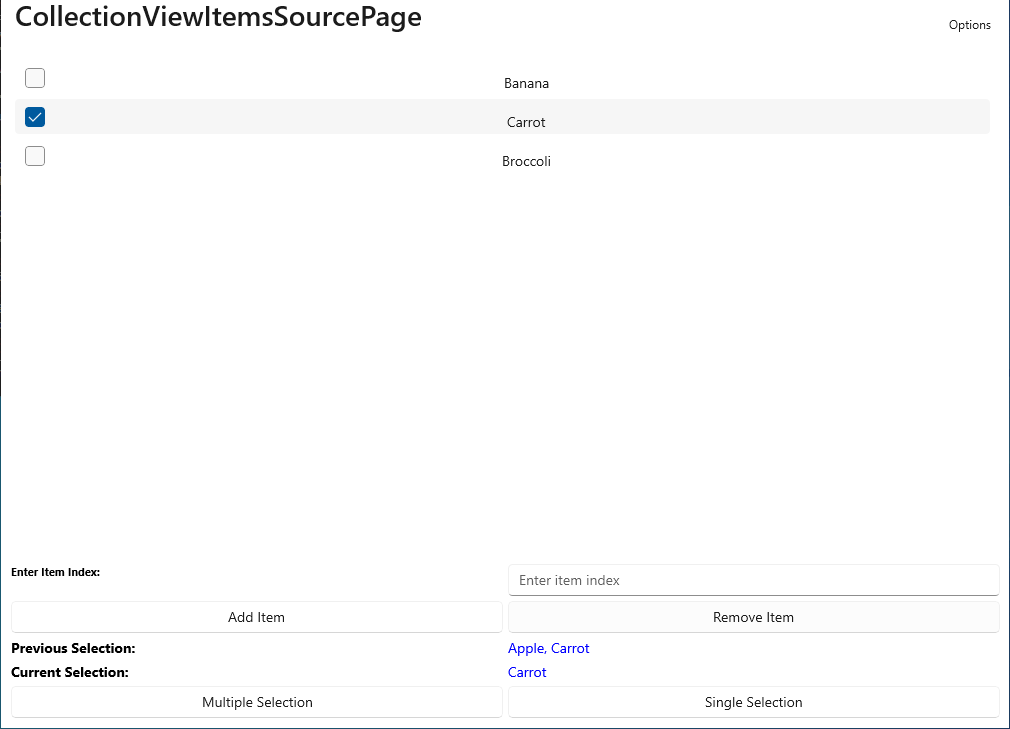 CollectionViewItemsSourcePage
Options
Banana
Carrot
Broccoli
Enter Item Index:
Enter item index
Add Item
Remove Item
Previous Selection:
Apple, Carrot
Current Selection:
Carrot
Multiple Selection
Single Selection